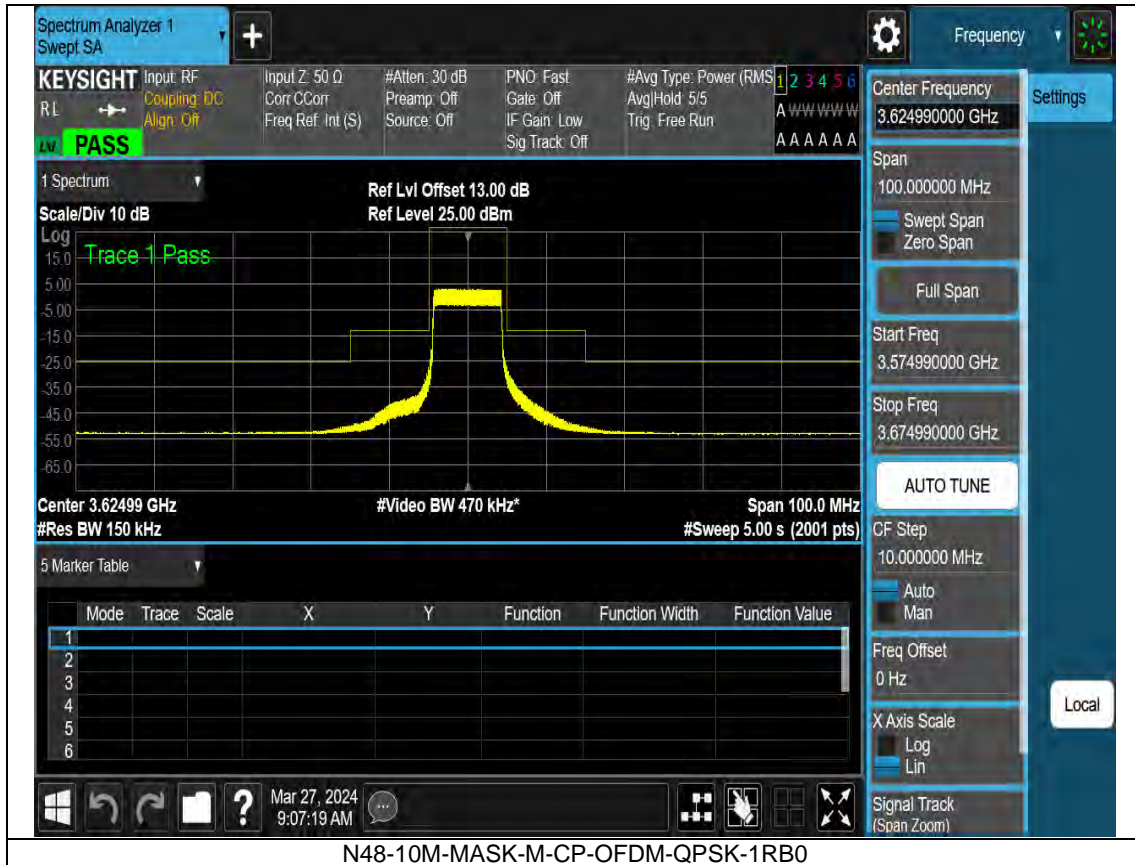 Spectrum Analyzer 1
Swept SA
Frequency
KEYSIGHT
Input: RF
Coupling: DC
Align: Off
Input Z: 50 Ω
Corr CCorr
Freq Ref: Int (S)
#Atten: 30 dB
Preamp: Off
Source: Off
PNO: Fast
Gate: Off
IF Gain: Low
Sig Track: Off
#Avg Type: Power (RMS
Avg|Hold: 5/5
Trig: Free Run
1 2 3 4 5 6
A W W W W W
A A A A A A
R L
PASS
Center Frequency
3.624990000 GHz
Settings
1 Spectrum
Scale/Div 10 dB
Ref Lvl Offset 13.00 dB
Ref Level 25.00 dBm
Log
Trace 1 Pass
15.0
5.00
-5.00
-15.0
-25.0
-35.0
-45.0
-55.0
-65.0
Center 3.62499 GHz
#Video BW 470 kHz*
Span 100.0 MHz
#Res BW 150 kHz
#Sweep 5.00 s (2001 pts)
Span
100.000000 MHz
Swept Span
Zero Span
Full Span
Start Freq
3.574990000 GHz
Stop Freq
3.674990000 GHz
AUTO TUNE
CF Step
10.000000 MHz
Auto
Man
Freq Offset
0 Hz
X Axis Scale
Log
Lin
Signal Track
(Span Zoom)
Local
5 Marker Table
Mode Trace Scale X Y Function Function Width Function Value
1
2
3
4
5
6
?
Mar 27, 2024
9:07:19 AM
N48-10M-MASK-M-CP-OFDM-QPSK-1RB0